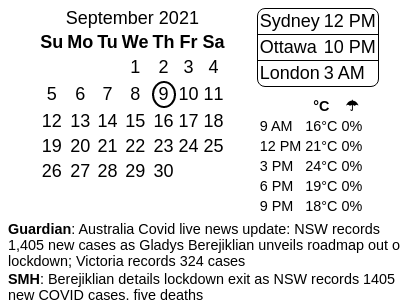 September 2021
Su Mo Tu We Th Fr Sa
1 2 3 4
5 6 7 8 9 10 11
12 13 14 15 16 17 18
19 20 21 22 23 24 25
26 27 28 29 30
Sydney 12 PM
Ottawa 10 PM
London 3 AM
°C ☂
9 AM 16°C 0%
12 PM 21°C 0%
3 PM 24°C 0%
6 PM 19°C 0%
9 PM 18°C 0%
Guardian: Australia Covid live news update: NSW records
1,405 new cases as Gladys Berejiklian unveils roadmap out o
lockdown; Victoria records 324 cases
SMH: Berejiklian details lockdown exit as NSW records 1405
new COVID cases, five deaths